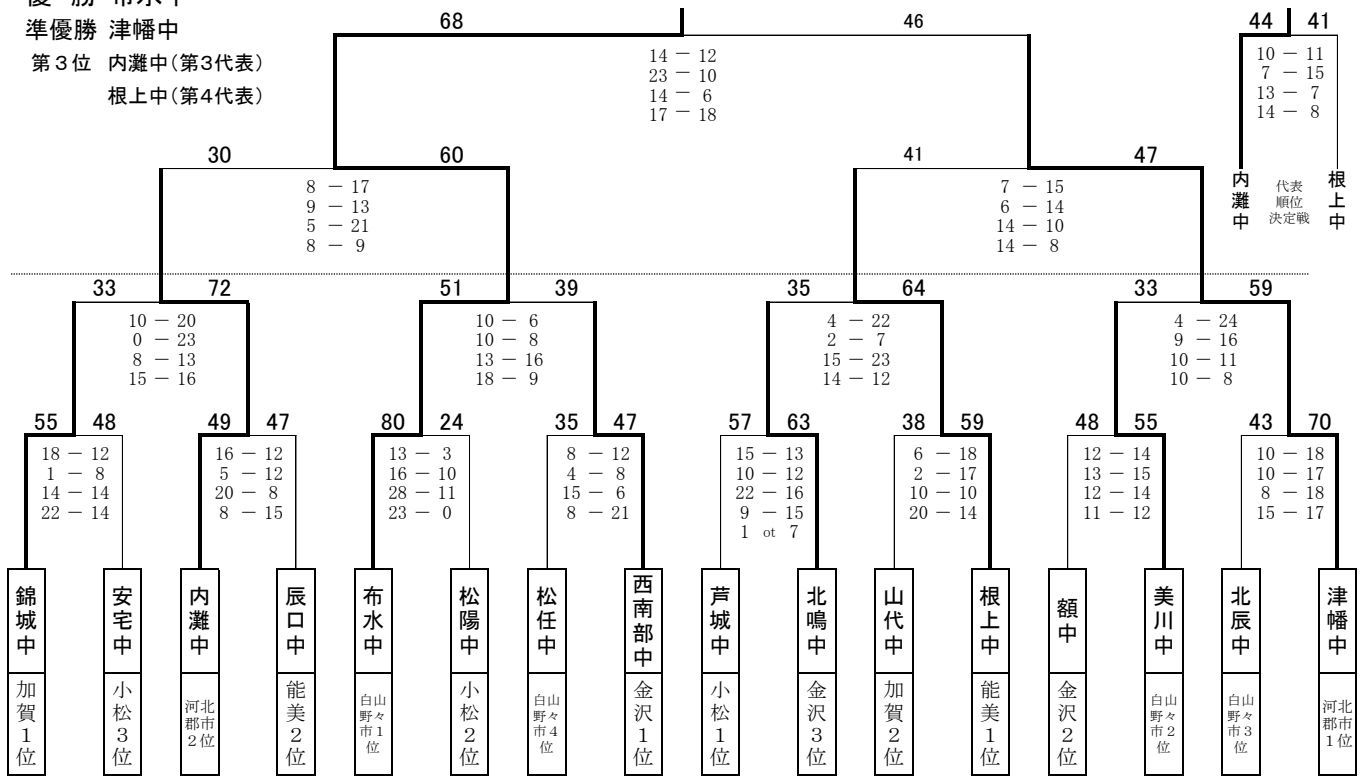 優 勝 布水中
準優勝 津幡中
第3位 内灘中(第3代表)
根上中(第4代表)
68 46
14 － 12
23 － 10
14 － 6
17 － 18
44 41
10 － 11
7 － 15
13 － 7
14 － 8
内灘中
代表
順位
決定戦
根上中
30 60
8 － 17
9 － 13
5 － 21
8 － 9
41 47
7 － 15
6 － 14
14 － 10
14 － 8
33 72
10 － 20
0 － 23
8 － 13
15 － 16
51 39
10 － 6
10 － 8
13 － 16
18 － 9
35 64
4 － 22
2 － 7
15 － 23
14 － 12
33 59
4 － 24
9 － 16
10 － 11
10 － 8
55 48
18 － 12
1 － 8
14 － 14
22 － 14
49 47
16 － 12
5 － 12
20 － 8
8 － 15
80 24
13 － 3
16 － 10
28 － 11
23 － 0
35 47
8 － 12
4 － 8
15 － 6
8 － 21
57 63
15 － 13
10 － 12
22 － 16
9 － 15
1 ot 7
38 59
6 － 18
2 － 17
10 － 10
20 － 14
48 55
12 － 14
13 － 15
12 － 14
11 － 12
43 70
10 － 18
10 － 17
8 － 18
15 － 17
錦城中
加賀1位
安宅中
小松3位
内灘中
河北郡市2位
辰口中
能美2位
布水中
白山野々市1位
松陽中
小松2位
松任中
白山野々市4位
西南部中
金沢1位
芦城中
小松1位
北鳴中
金沢3位
山代中
加賀2位
根上中
能美1位
額中
金沢2位
美川中
白山野々市2位
北辰中
白山野々市3位
津幡中
河北郡市1位